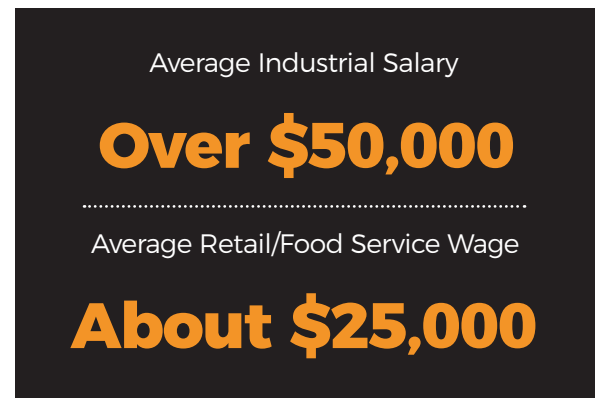 Average Industrial Salary
Over $50,000
Average Retail/Food Service Wage
About $25,000